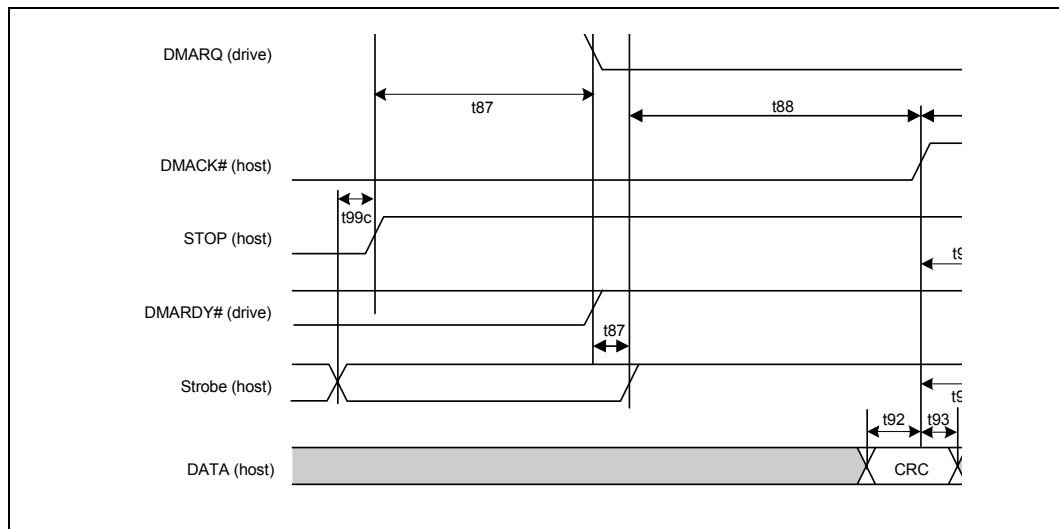 DMARQ (drive)
t87
t88
DMACK# (host)
t99c
STOP (host)
DMARDY# (drive)
t87
Strobe (host)
t92
t93
DATA (host)
CRC